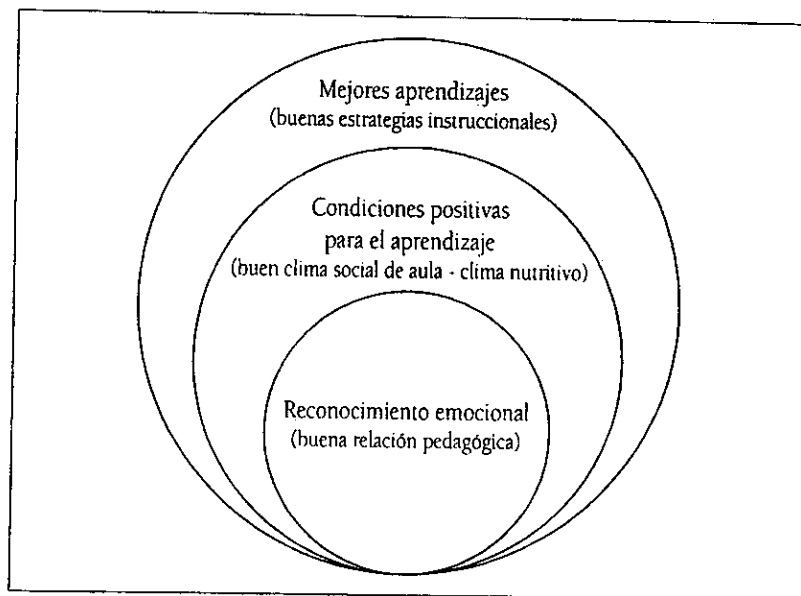 Mejores aprendizajes
(buenas estrategias instruccionales)
Condiciones positivas
para el aprendizaje
(buen clima social de aula - clima nutritivo)
Reconocimiento emocional
(buena relación pedagógica)